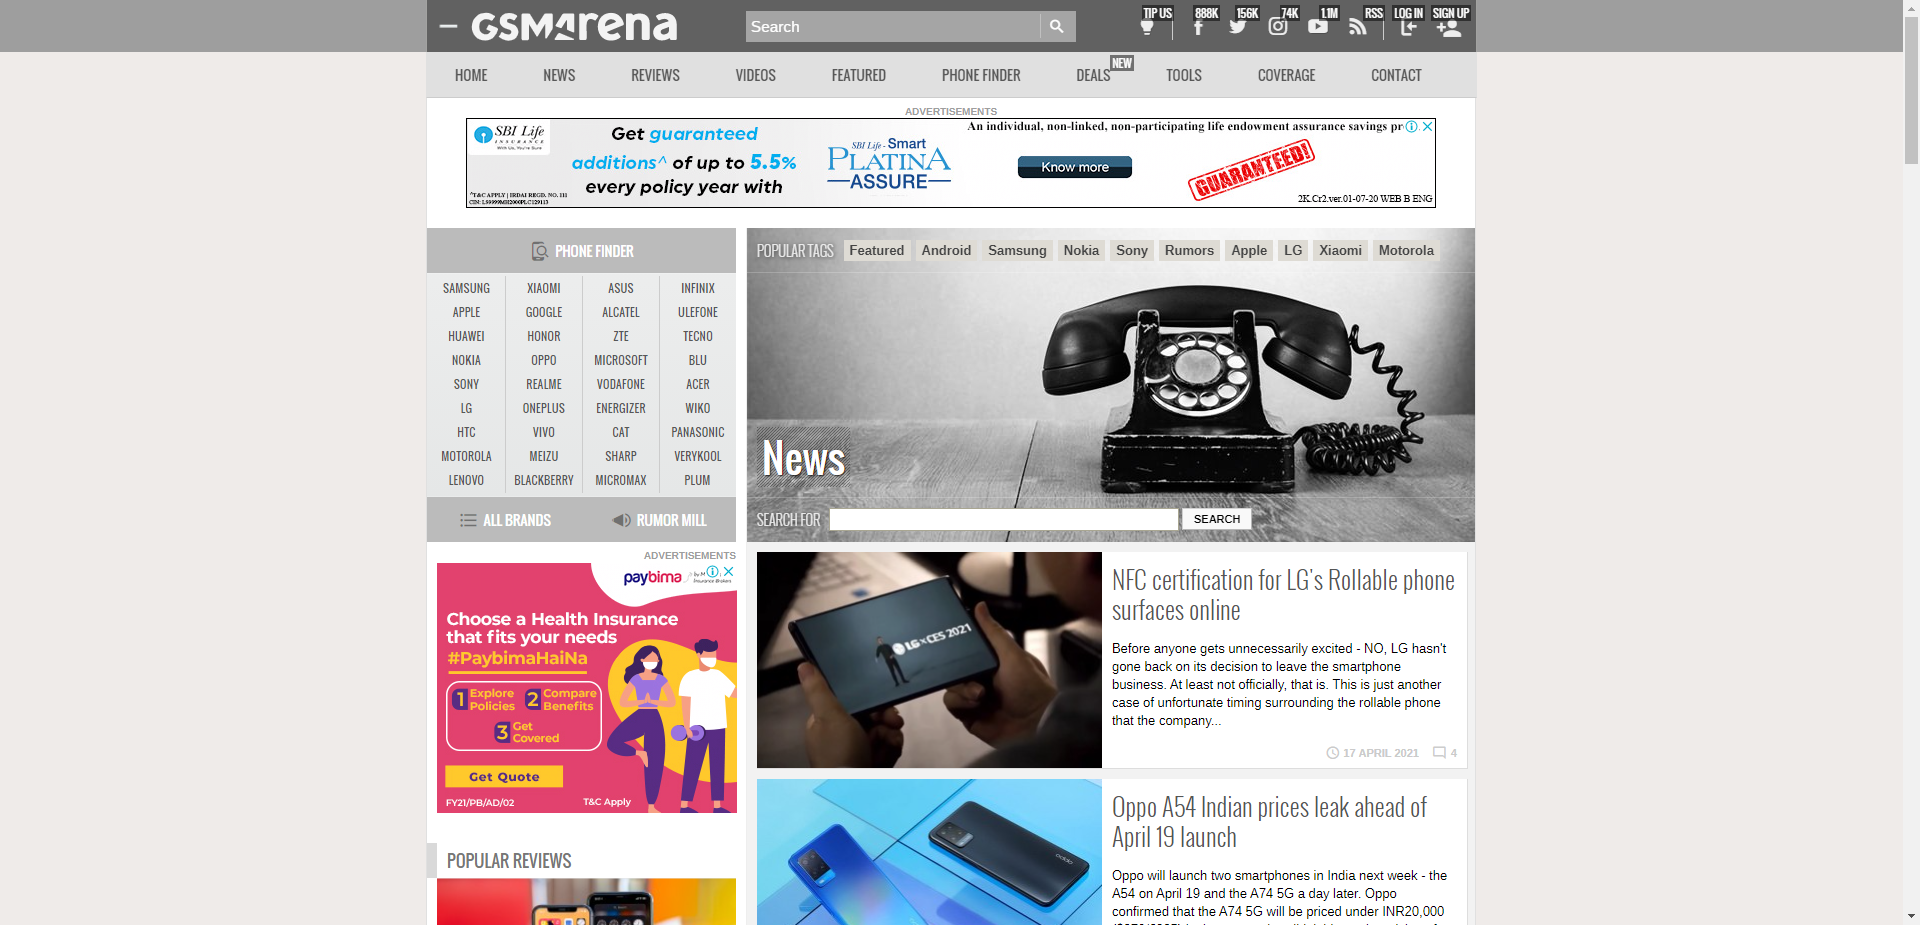 GSMArena
Search
TIP US
888K
156K
74K
1.1M
RSS
LOG IN
SIGN UP
HOME
NEWS
REVIEWS
VIDEOS
FEATURED
PHONE FINDER
DEALS
NEW
TOOLS
COVERAGE
CONTACT
ADVERTISEMENTS
SBI Life
INSURANCE
With Us, You're Sure
^T&C APPLY | IRDAI REGD. NO. 111
CIN: L99999MH2000PLC129113
Get guaranteed
additions^ of up to 5.5%
every policy year with
SBI Life - Smart
PLATINA
ASSURE
An individual, non-linked, non-participating life endowment assurance savings pr
Know more
GUARANTEED!
2K.Cr2.ver.01-07-20 WEB B ENG
PHONE FINDER
SAMSUNG XIAOMI ASUS INFINIX
APPLE GOOGLE ALCATEL ULEFONE
HUAWEI HONOR ZTE TECNO
NOKIA OPPO MICROSOFT BLU
SONY REALME VODAFONE ACER
LG ONEPLUS ENERGIZER WIKO
HTC VIVO CAT PANASONIC
MOTOROLA MEIZU SHARP VERYKOOL
LENOVO BLACKBERRY MICROMAX PLUM
ALL BRANDS
RUMOR MILL
POPULAR TAGS Featured Android Samsung Nokia Sony Rumors Apple LG Xiaomi Motorola
News
SEARCH FOR
SEARCH
ADVERTISEMENTS
paybima
Insurance Brokers
Choose a Health Insurance
that fits your needs
#PaybimaHaiNa
1 Explore Policies
2 Compare Benefits
3 Get Covered
Get Quote
FY21/PB/AD/02
T&C Apply
POPULAR REVIEWS
LG×CES 2021
NFC certification for LG's Rollable phone
surfaces online
Before anyone gets unnecessarily excited - NO, LG hasn't
gone back on its decision to leave the smartphone
business. At least not officially, that is. This is just another
case of unfortunate timing surrounding the rollable phone
that the company...
17 APRIL 2021
4
oppo
Oppo A54 Indian prices leak ahead of
April 19 launch
Oppo will launch two smartphones in India next week - the
A54 on April 19 and the A74 5G a day later. Oppo
confirmed that the A74 5G will be priced under INR20,000